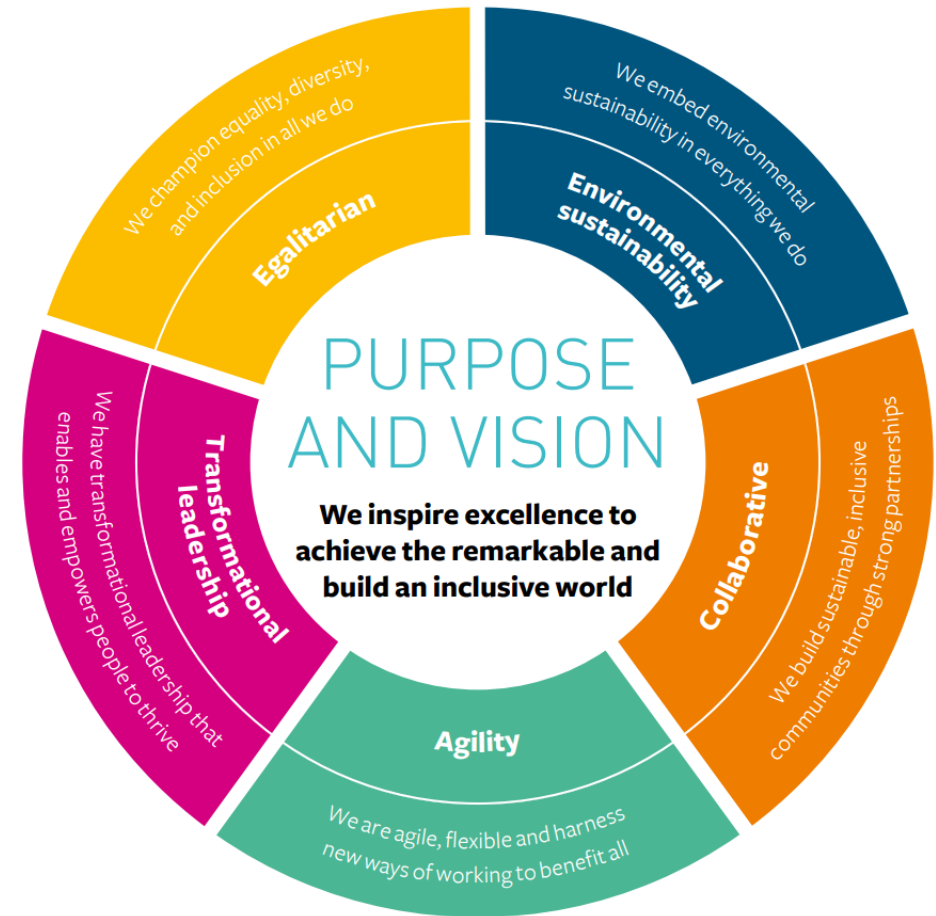 PURPOSE
AND VISION
We inspire excellence to
achieve the remarkable and
build an inclusive world
We embed environmental
sustainability in everything we do
Environmental
sustainability
Collaborative
We build sustainable, inclusive
communities through strong partnerships
Agility
We are agile, flexible and harness
new ways of working to benefit all
Transformational
leadership
We have transformational leadership that
enables and empowers people to thrive
We champion equality, diversity,
and inclusion in all we do
Egalitarian